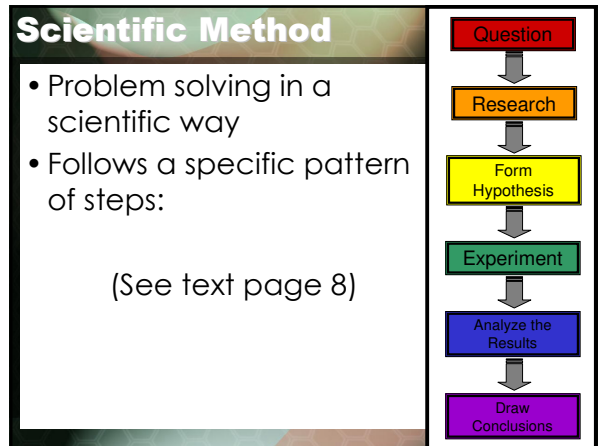 Scientific Method
• Problem solving in a
scientific way
• Follows a specific pattern
of steps:
(See text page 8)
Question
Research
Form
Hypothesis
Experiment
Analyze the
Results
Draw
Conclusions